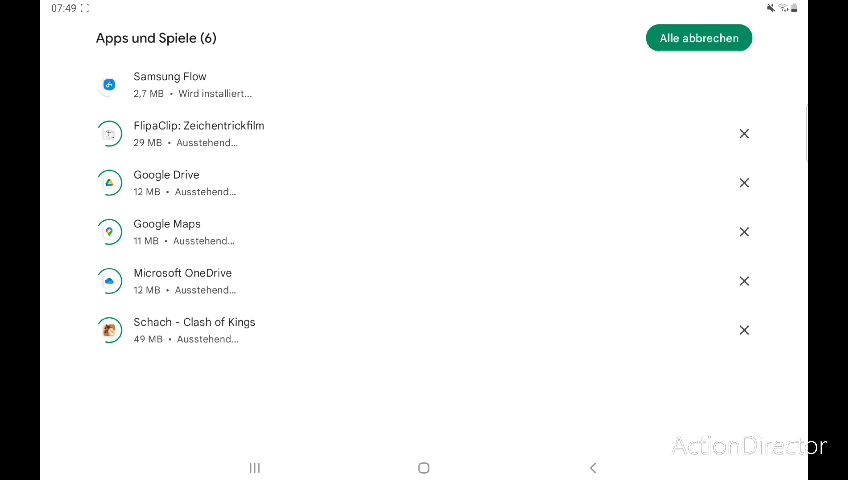 07:49
Apps und Spiele (6)
Alle abbrechen
Samsung Flow
2,7 MB • Wird installiert...
FlipaClip: Zeichentrickfilm
29 MB • Ausstehend...
Google Drive
12 MB • Ausstehend...
Google Maps
11 MB • Ausstehend...
Microsoft OneDrive
12 MB • Ausstehend...
Schach - Clash of Kings
49 MB • Ausstehend...
ActionDirector